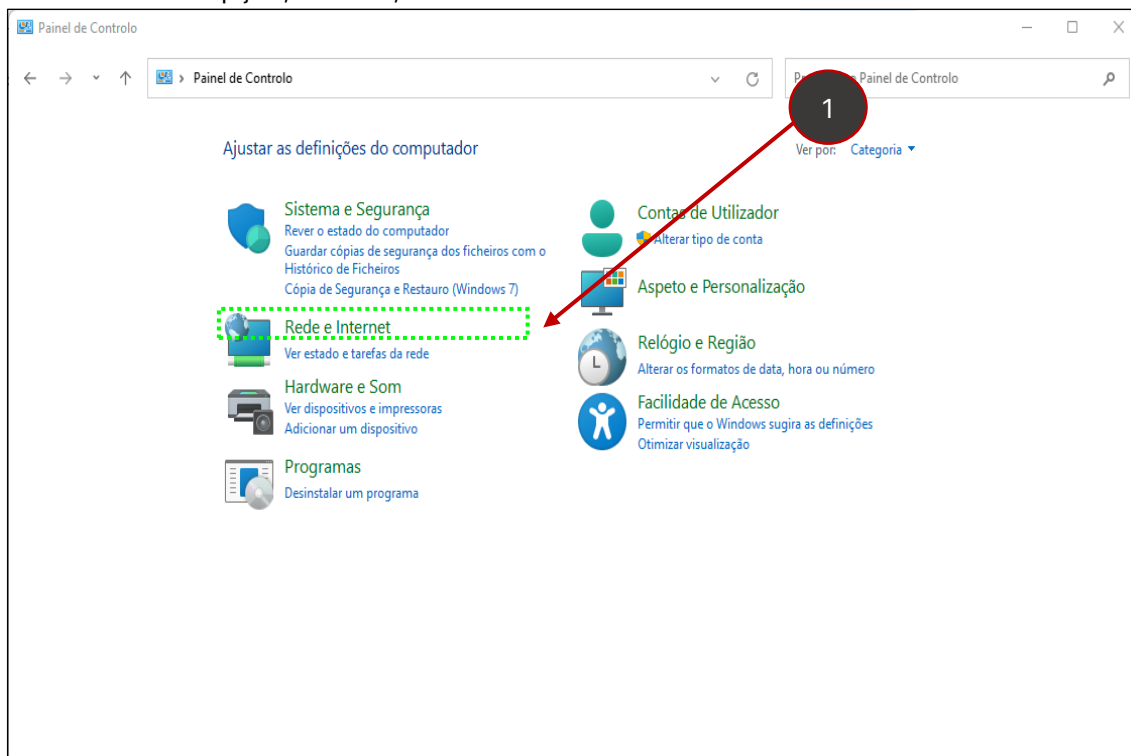 Painel de Controlo
Painel de Controlo
Painel de Controlo
1
Ajustar as definições do computador
Ver por: Categoria
Sistema e Segurança
Rever o estado do computador
Guardar cópias de segurança dos ficheiros com o
Histórico de Ficheiros
Cópia de Segurança e Restauro (Windows 7)
Rede e Internet
Ver estado e tarefas da rede
Hardware e Som
Ver dispositivos e impressoras
Adicionar um dispositivo
Programas
Desinstalar um programa
Contas de Utilizador
Alterar tipo de conta
Aspeto e Personalização
Relógio e Região
Alterar os formatos de data, hora ou número
Facilidade de Acesso
Permitir que o Windows sugira as definições
Otimizar visualização